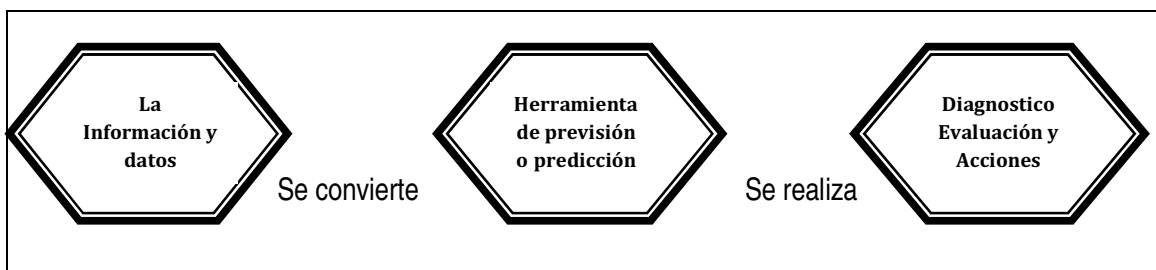 La
Información y
datos
Se convierte
Herramienta
de previsión
o predicción
Se realiza
Diagnostico
Evaluación y
Acciones